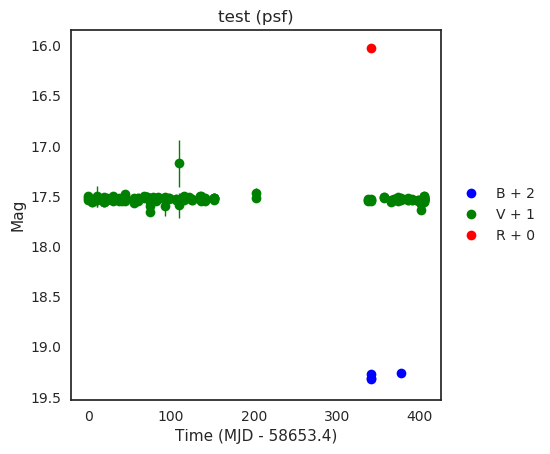 test (psf)
16.0
16.5
17.0
17.5
18.0
18.5
19.0
19.5
Mag
0
100
200
300
400
Time (MJD - 58653.4)
B + 2
V + 1
R + 0